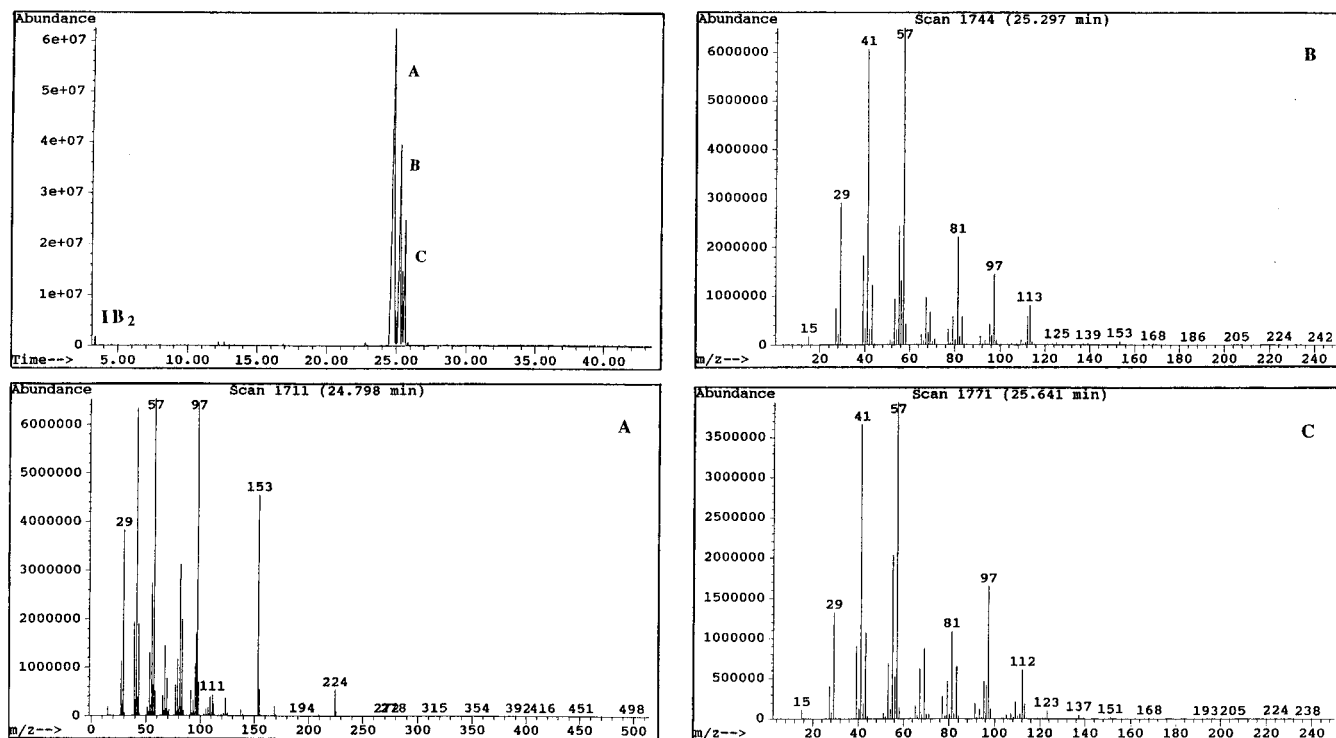 Abundance
6e+07
A
5e+07
4e+07
B
3e+07
2e+07
C
1e+07
IB2
Time--> 5.00 10.00 15.00 20.00 25.00 30.00 35.00 40.00
Abundance Scan 1744 (25.297 min)
41 57
B
6000000
5000000
4000000
3000000
29
81
2000000
97
1000000
113
15
125 139 153 168 186 205 224 242
m/z--> 20 40 60 80 100 120 140 160 180 200 220 240
Abundance Scan 1711 (24.798 min)
57 97
A
6000000
5000000
153
4000000
29
3000000
2000000
1000000
111
224
194 278 315 354 392 416 451 498
m/z--> 0 50 100 150 200 250 300 350 400 450 500
Abundance Scan 1771 (25.641 min)
41 57
C
3500000
3000000
2500000
2000000
97
1500000
29
81
1000000
112
500000
15
123 137 151 168 193 205 224 238
m/z--> 20 40 60 80 100 120 140 160 180 200 220 240